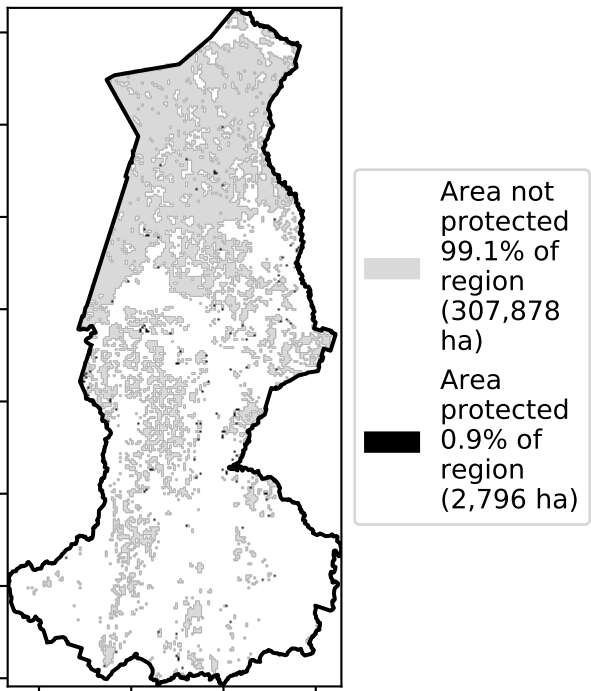 Area not
protected
99.1% of
region
(307,878
ha)
Area
protected
0.9% of
region
(2,796 ha)